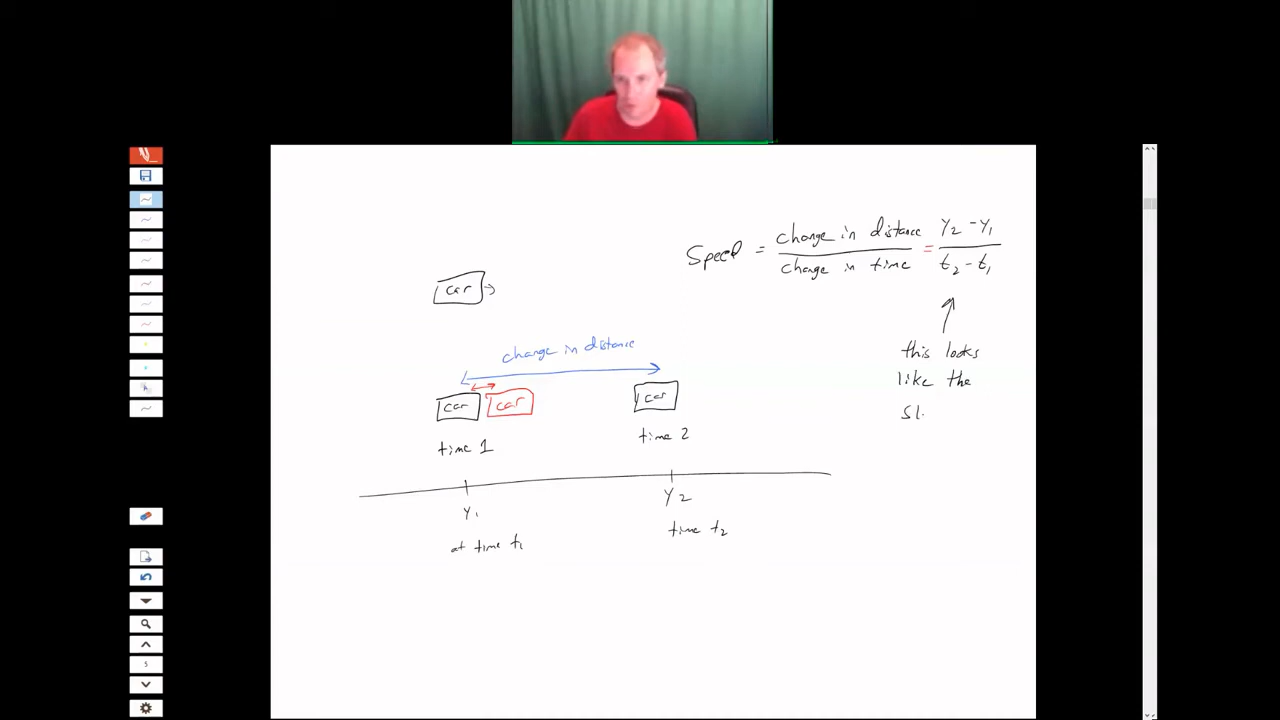 Speed = change in distance / change in time = y2 - y1 / t2 - t1
car
this looks
like the
sl
change in distance
car car car
time 1 time 2
y1 y2
at time t1 time t2
5